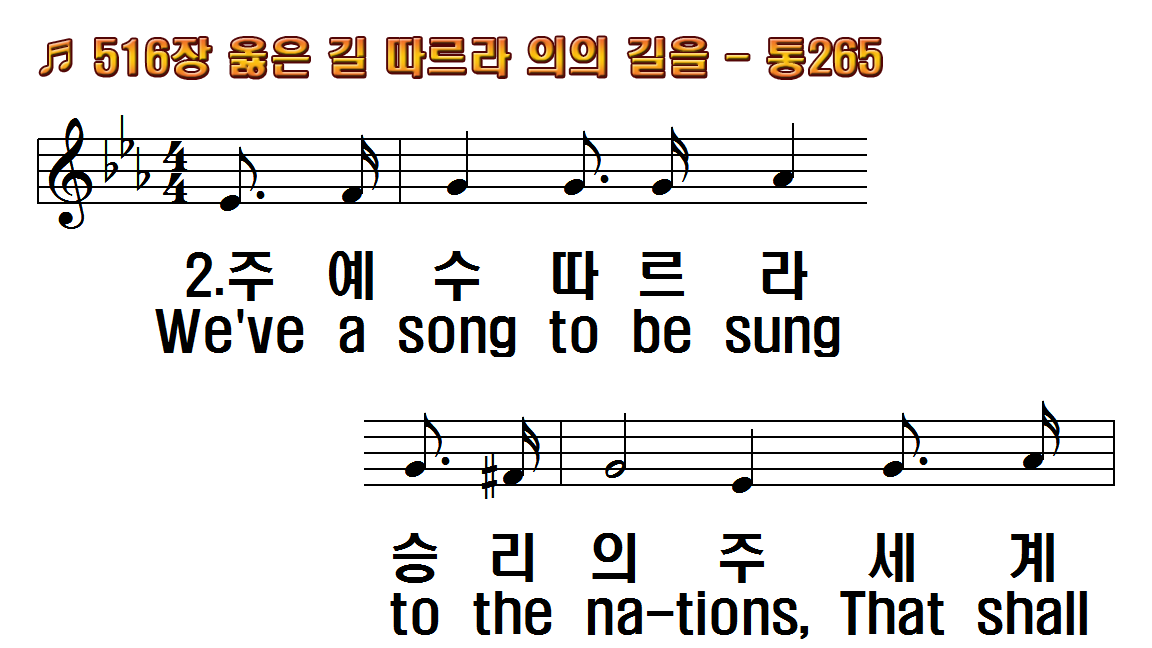 ♬ 516장 옳은 길 따르라 의의 길을 - 통265
4
4
2.주 예 수 따 르 라
We've a song to be sung
승 리 의 주 세 계
to the na-tions, That shall